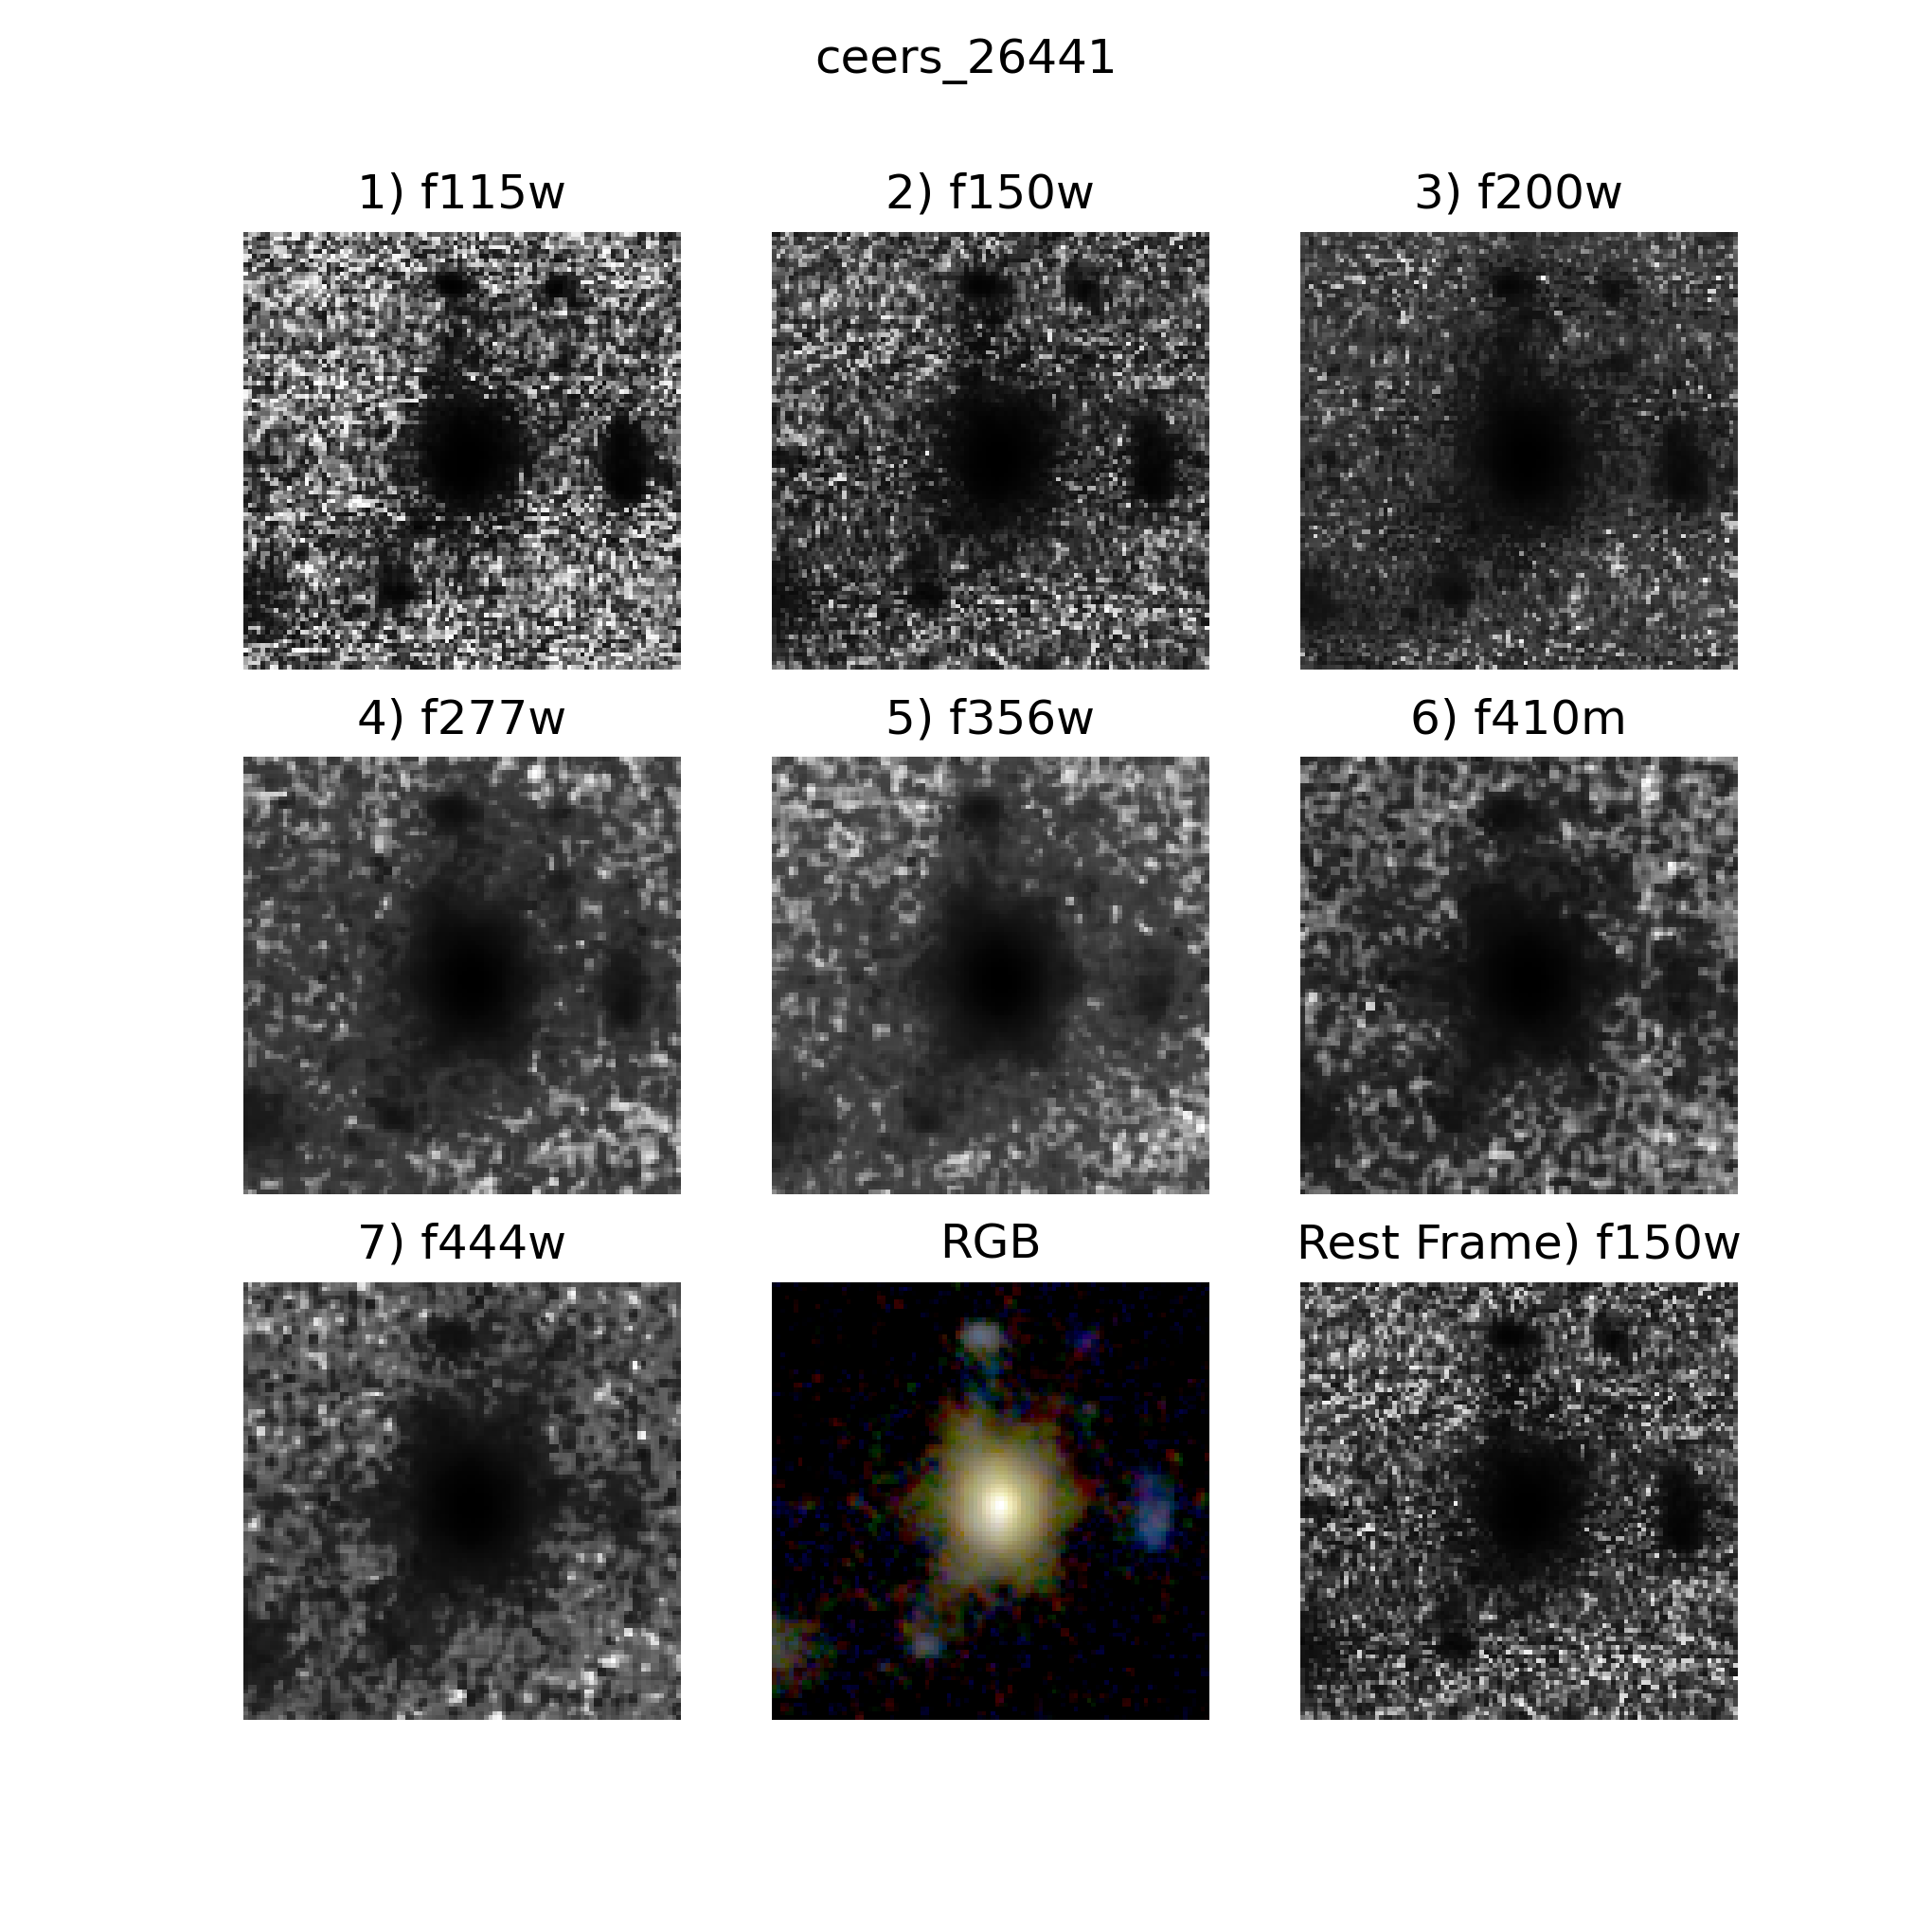 ceers_26441
1) f115w
2) f150w
3) f200w
4) f277w
5) f356w
6) f410m
7) f444w
RGB
Rest Frame) f150w